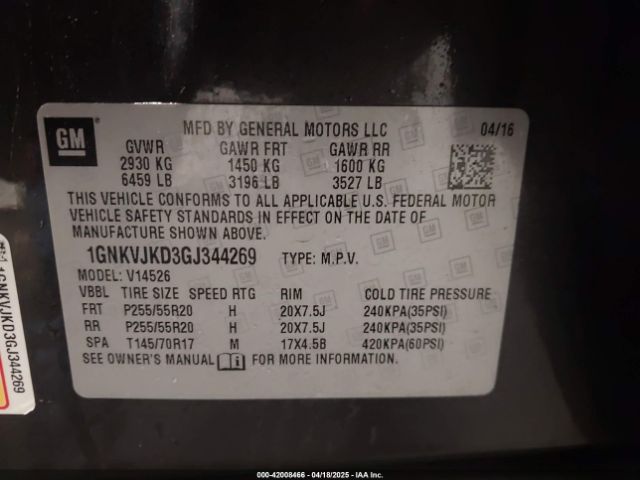 GM
MFD BY GENERAL MOTORS LLC 04/16
GVWR GAWR FRT GAWR RR
2930 KG 1450 KG 1600 KG
6459 LB 3196 LB 3527 LB
THIS VEHICLE CONFORMS TO ALL APPLICABLE U.S. FEDERAL MOTOR
VEHICLE SAFETY STANDARDS IN EFFECT ON THE DATE OF
MANUFACTURE SHOWN ABOVE.
1GNKVJKD3GJ344269 TYPE: M.P.V.
MODEL: V14526
VBBL TIRE SIZE SPEED RTG RIM COLD TIRE PRESSURE
FRT P255/55R20 H 20X7.5J 240KPA(35PSI)
RR P255/55R20 H 20X7.5J 240KPA(35PSI)
SPA T145/70R17 M 17X4.5B 420KPA(60PSI)
SEE OWNER'S MANUAL FOR ADDITIONAL INFORMATION
1GNKVJKD3GJ344269
000-42008466 - 04/18/2025 - IAA Inc.